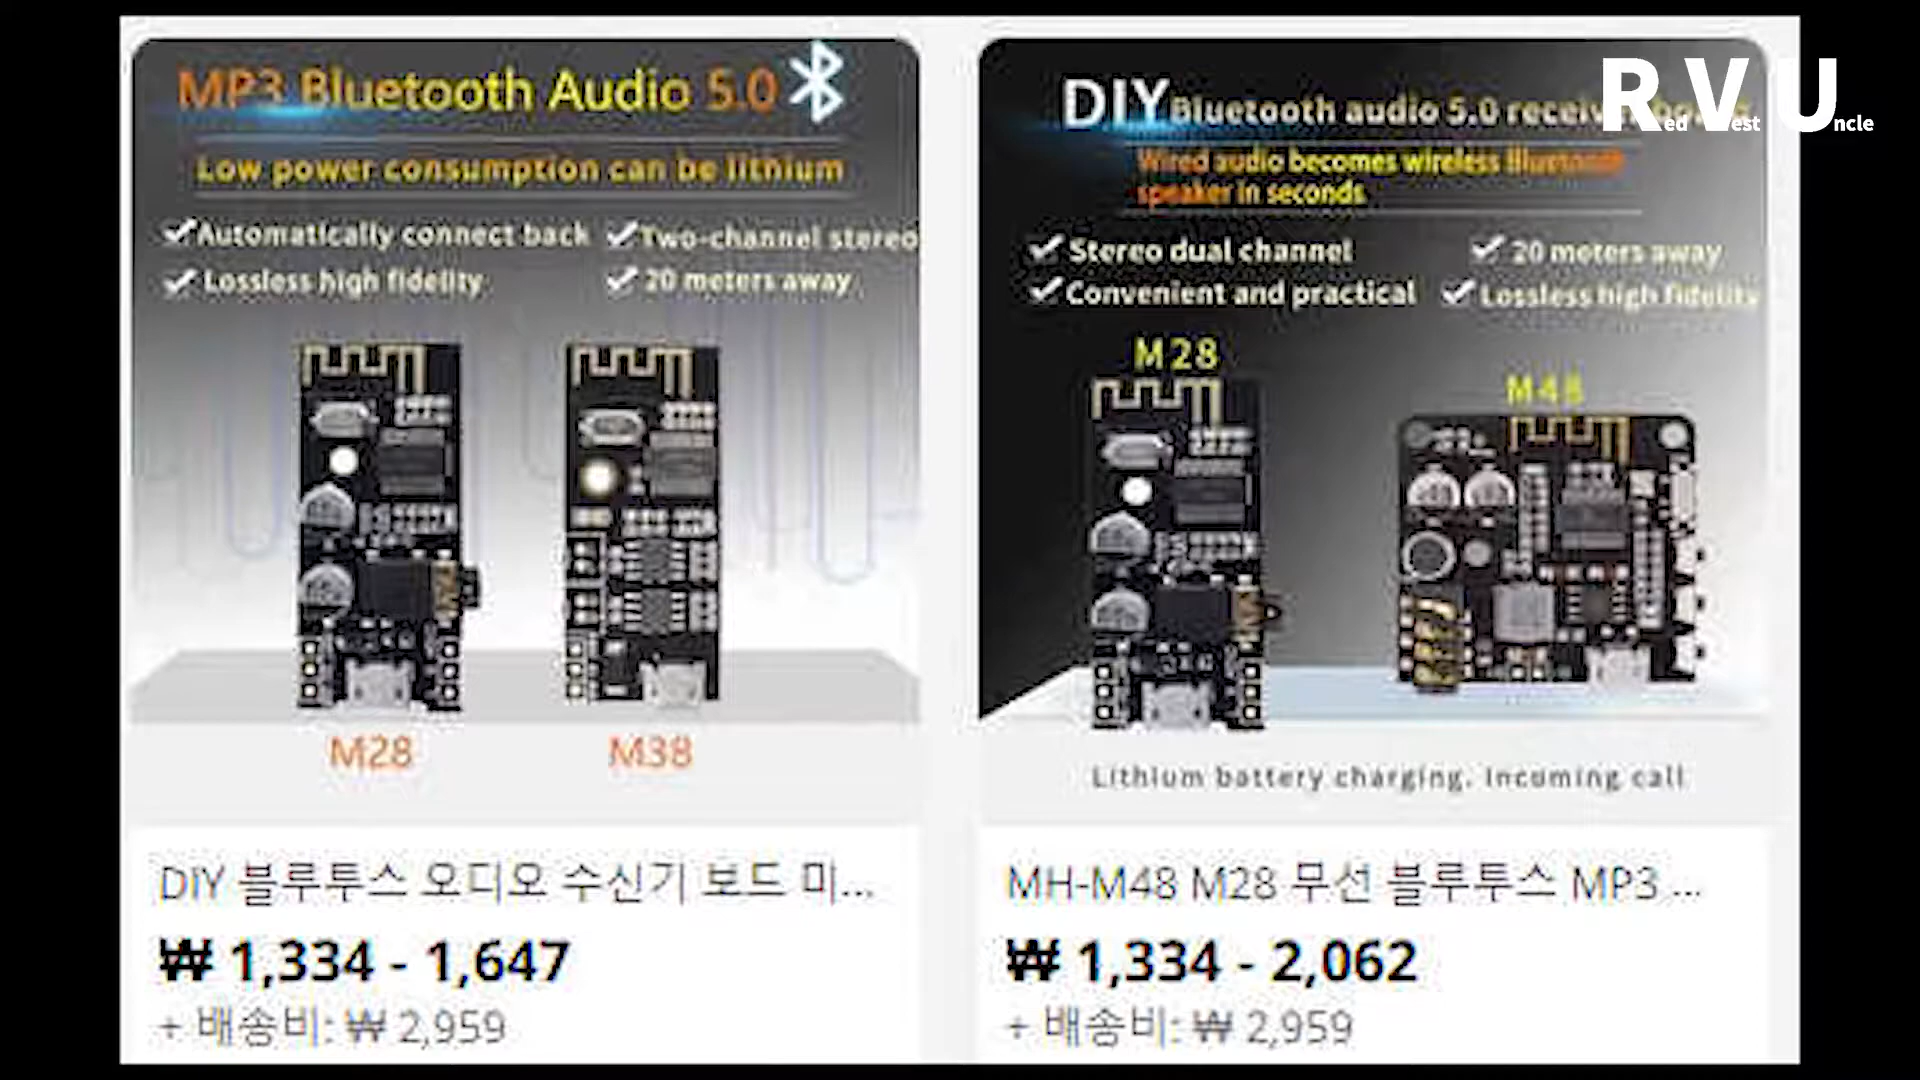 MP3 Bluetooth Audio 5.0
Low power consumption can be lithium
Automatically connect back
Two-channel stereo
Lossless high fidelity
20 meters away
M28
M38
DIY 블루투스 오디오 수신기 보드 미...
₩ 1,334 - 1,647
+ 배송비: ₩ 2,959
Red Vest Uncle
DIY Bluetooth audio 5.0
Wired audio becomes wireless Bluetooth
speaker in seconds
Stereo dual channel
20 meters away
Convenient and practical
Lossless high fidelity
M28
M48
Lithium battery charging. Incoming call
MH-M48 M28 무선 블루투스 MP3 ...
₩ 1,334 - 2,062
+ 배송비: ₩ 2,959